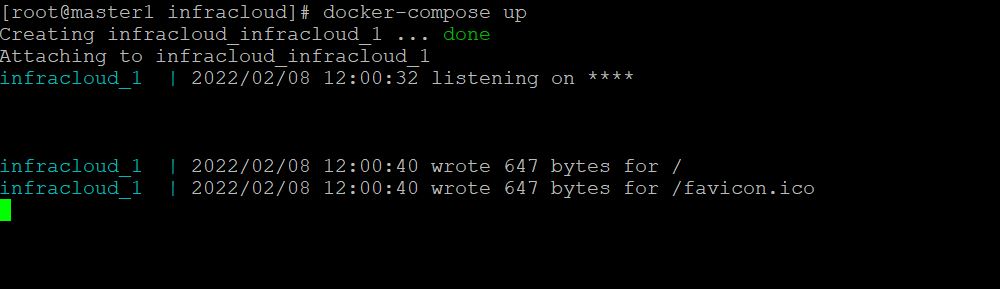 [root@master1 infracloud]# docker-compose up
Creating infracloud_infracloud_1 ... done
Attaching to infracloud_infracloud_1
infracloud_1  | 2022/02/08 12:00:32 listening on ****
infracloud_1  | 2022/02/08 12:00:40 wrote 647 bytes for /
infracloud_1  | 2022/02/08 12:00:40 wrote 647 bytes for /favicon.ico